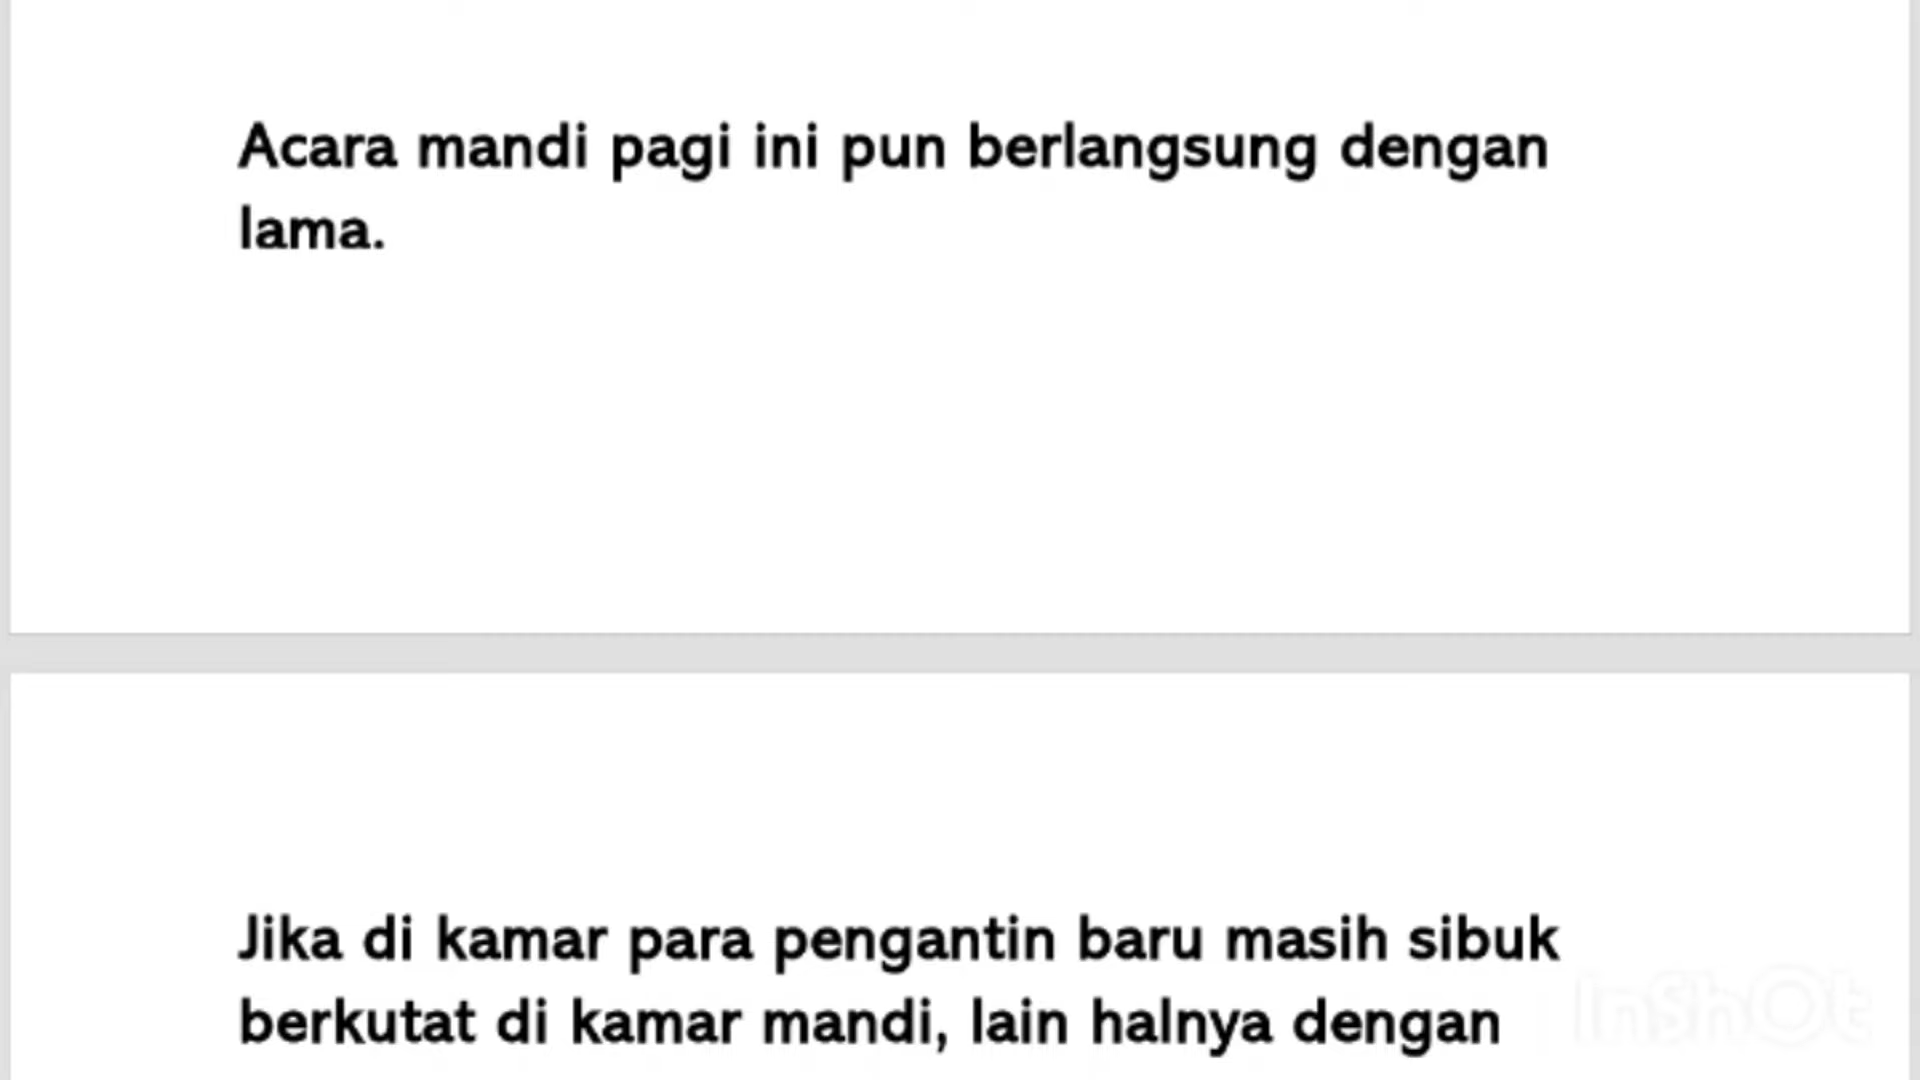 Acara mandi pagi ini pun berlangsung dengan
lama.
Jika di kamar para pengantin baru masih sibuk
berkutat di kamar mandi, lain halnya dengan
InShOt